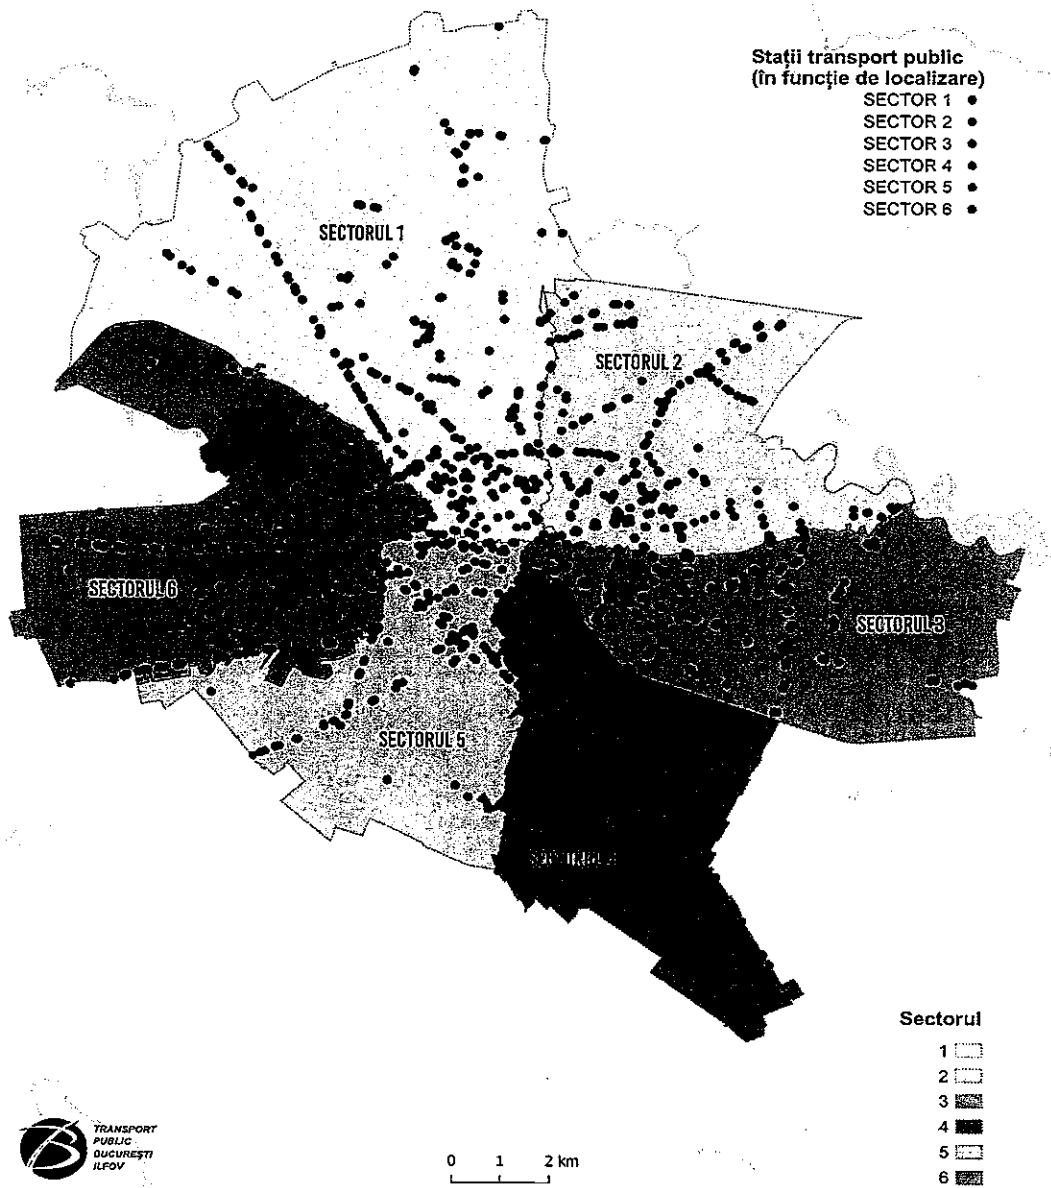 Stații transport public
(în funcție de localizare)
SECTOR 1
SECTOR 2
SECTOR 3
SECTOR 4
SECTOR 5
SECTOR 6
SECTORUL 1
SECTORUL 2
SECTORUL 6
SECTORUL 3
SECTORUL 5
Sectorul
1
2
3
4
5
6
TRANSPORT
PUBLIC
BUCUREȘTI
ILFOV
0 1 2 km